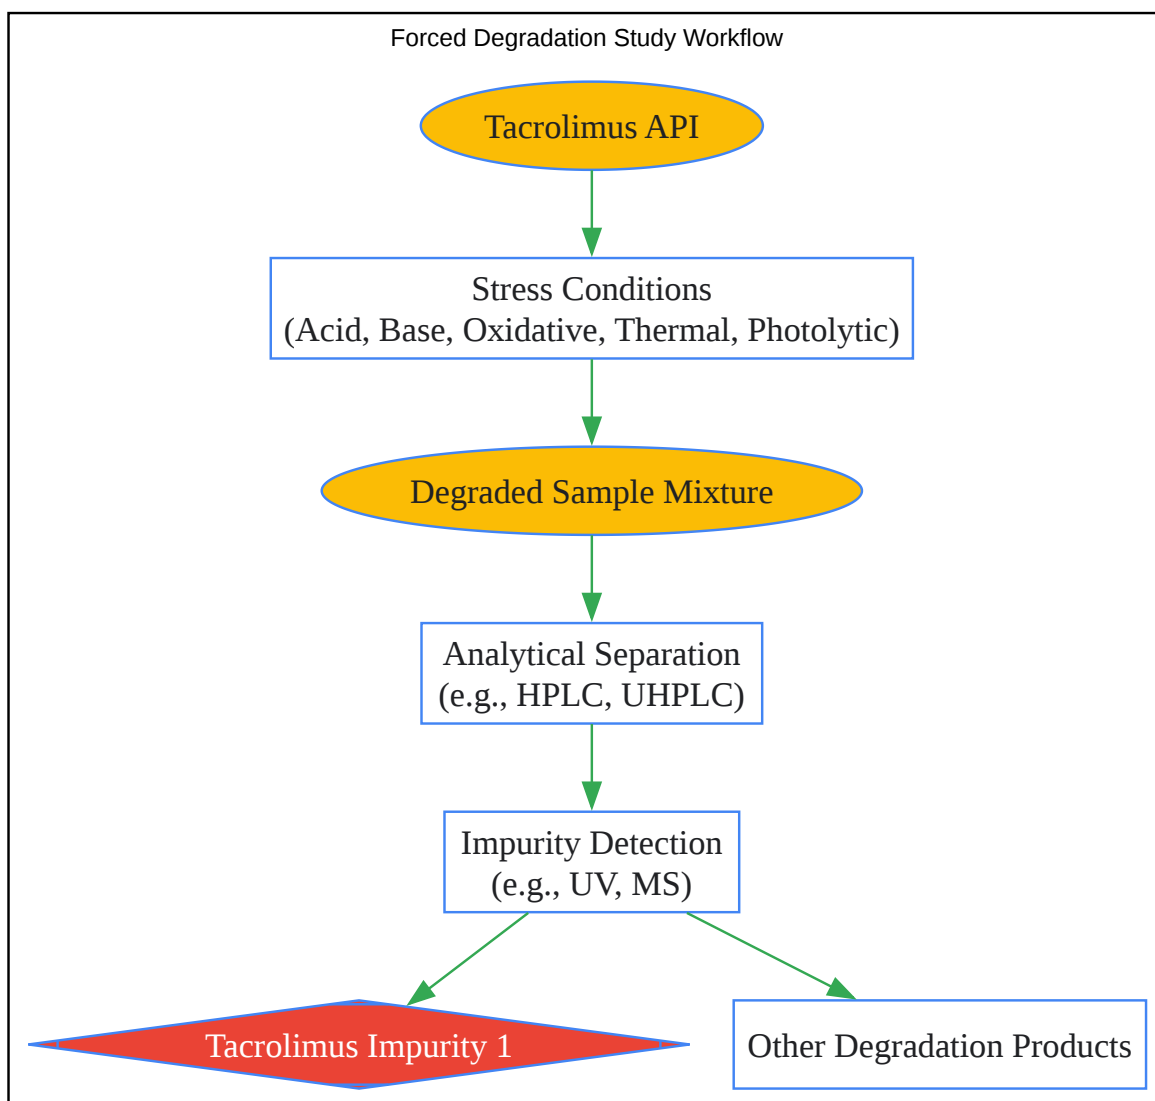 Forced Degradation Study Workflow
Tacrolimus API
Stress Conditions
(Acid, Base, Oxidative, Thermal, Photolytic)
Degraded Sample Mixture
Analytical Separation
(e.g., HPLC, UHPLC)
Impurity Detection
(e.g., UV, MS)
Tacrolimus Impurity 1
Other Degradation Products